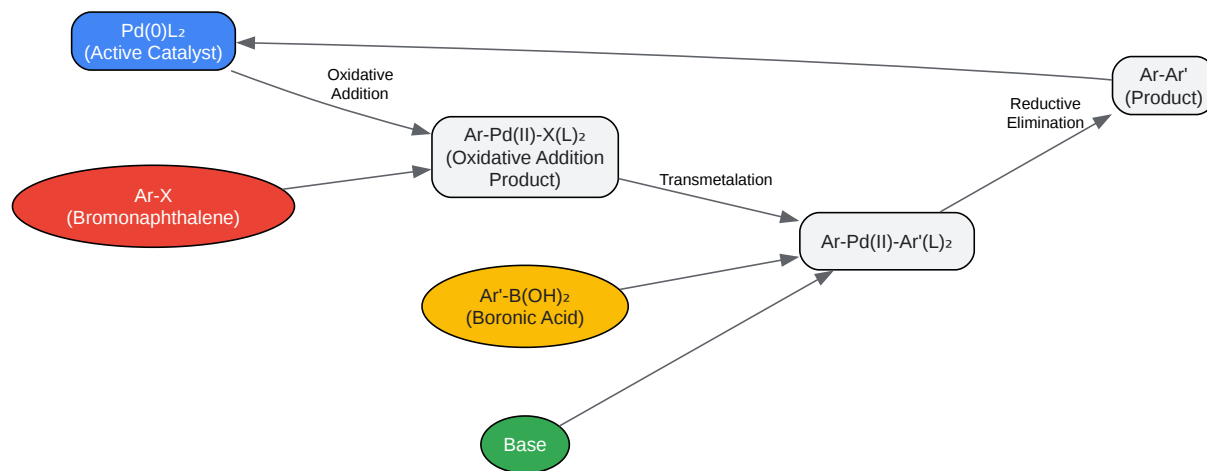 Pd(0)L₂
(Active Catalyst)
Oxidative
Addition
Ar-Ar'
(Product)
Reductive
Elimination
Ar-Pd(II)-X(L)₂
(Oxidative Addition
Product)
Transmetalation
Ar-X
(Bromonaphthalene)
Ar-Pd(II)-Ar'(L)₂
Ar'-B(OH)₂
(Boronic Acid)
Base